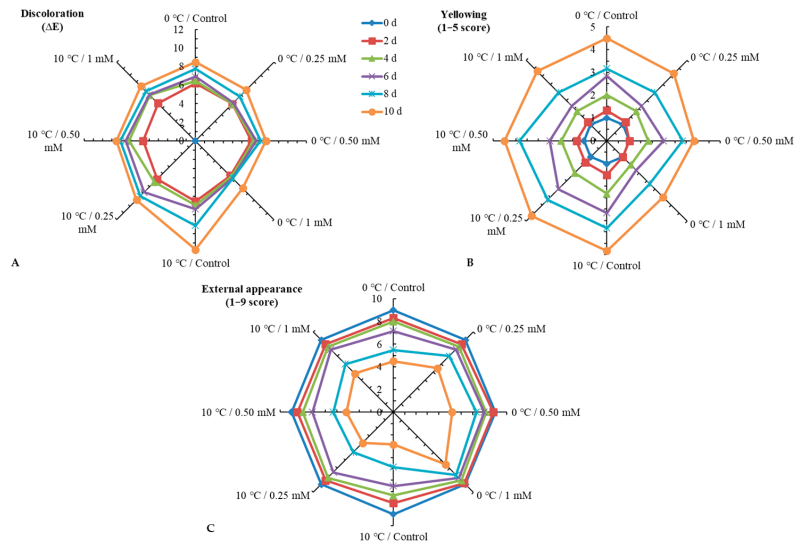 Discoloration
(ΔE)
0 °C / Control
12
10
8
6
4
2
0
10 °C / 1 mM
0 °C / 0.25 mM
10 °C / 0.50
mM
0 °C / 0.50 mM
10 °C / 0.25
mM
0 °C / 1 mM
10 °C / Control
A
0 d
2 d
4 d
6 d
8 d
10 d
Yellowing
(1−5 score)
0 °C / Control
5
4
3
2
1
0
10 °C / 1 mM
0 °C / 0.25 mM
10 °C / 0.50
mM
0 °C / 0.50 mM
10 °C / 0.25
mM
0 °C / 1 mM
10 °C / Control
B
External appearance
(1−9 score)
0 °C / Control
10
8
6
4
2
0
10 °C / 1 mM
0 °C / 0.25 mM
10 °C / 0.50 mM
0 °C / 0.50 mM
10 °C / 0.25 mM
0 °C / 1 mM
10 °C / Control
C